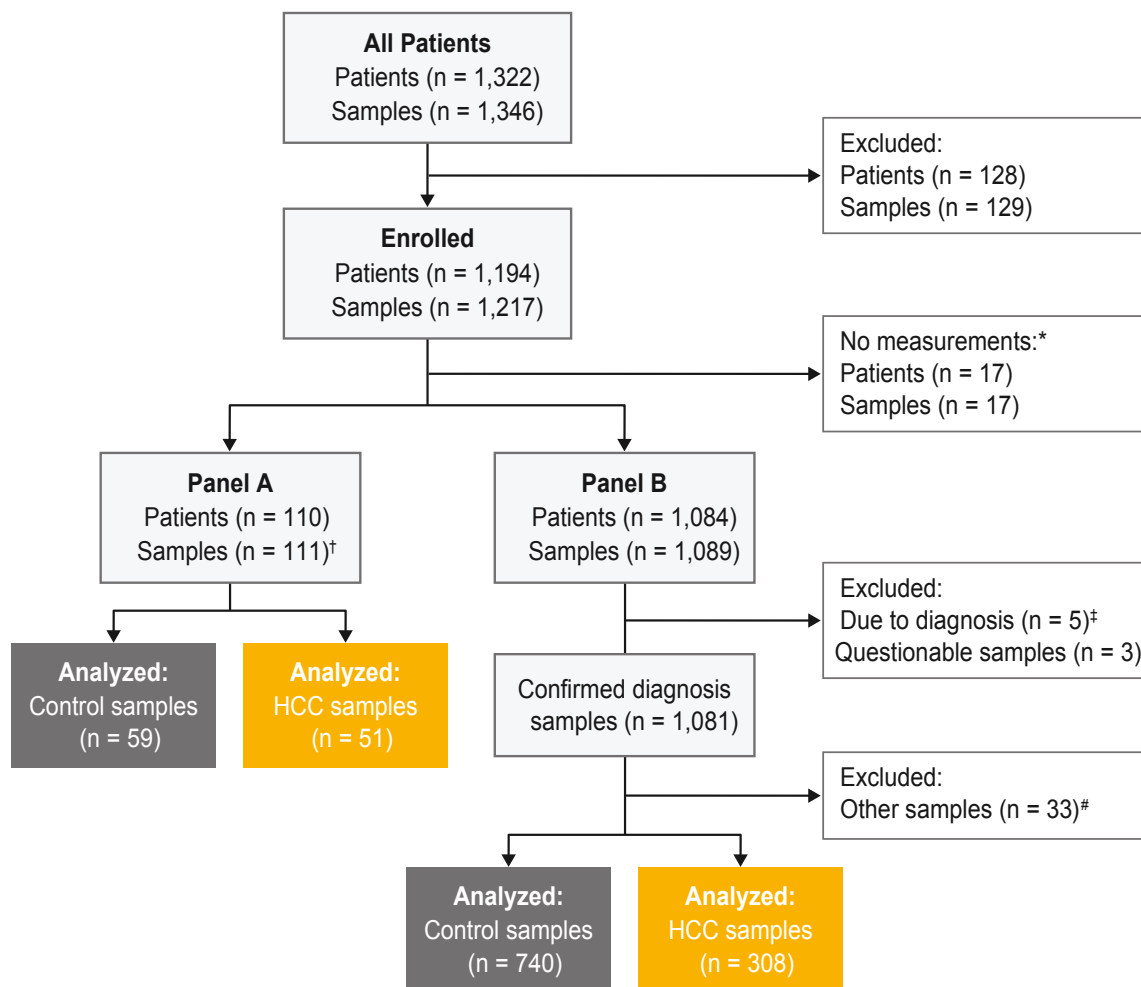 All Patients
Patients (n = 1,322)
Samples (n = 1,346)
Excluded:
Patients (n = 128)
Samples (n = 129)
Enrolled
Patients (n = 1,194)
Samples (n = 1,217)
No measurements:*
Patients (n = 17)
Samples (n = 17)
Panel A
Patients (n = 110)
Samples (n = 111)†
Panel B
Patients (n = 1,084)
Samples (n = 1,089)
Excluded:
Due to diagnosis (n = 5)‡
Questionable samples (n = 3)
Analyzed:
Control samples
(n = 59)
Analyzed:
HCC samples
(n = 51)
Confirmed diagnosis
samples (n = 1,081)
Excluded:
Other samples (n = 33)#
Analyzed:
Control samples
(n = 740)
Analyzed:
HCC samples
(n = 308)